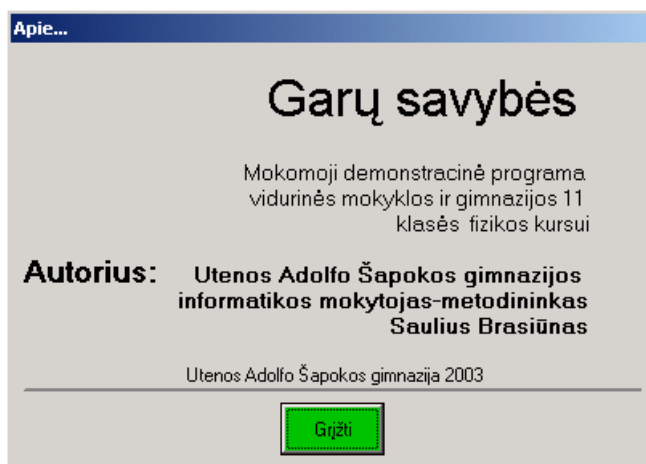 Apie...
Garų savybės
Mokomoji demonstracinė programa
vidurinės mokyklos ir gimnazijos 11
klasės fizikos kursui
Autorius: Utenos Adolfo Šapokos gimnazijos
informatikos mokytojas-metodininkas
Saulius Brasiūnas
Utenos Adolfo Šapokos gimnazija 2003
Grįžti